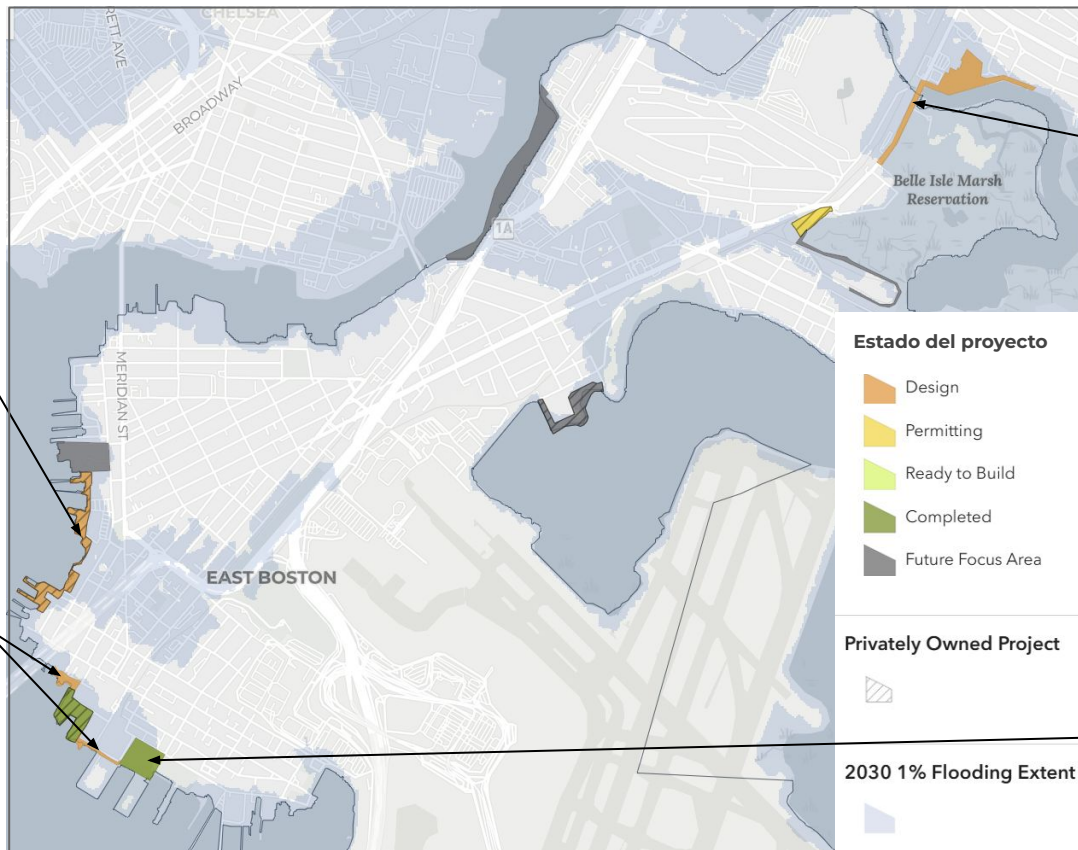 CHELSEA
RETT AVE
BROADWAY
1A
Belle Isle Marsh
Reservation
MERIDIAN ST
EAST BOSTON
Estado del proyecto
Design
Permitting
Ready to Build
Completed
Future Focus Area
Privately Owned Project
2030 1% Flooding Extent